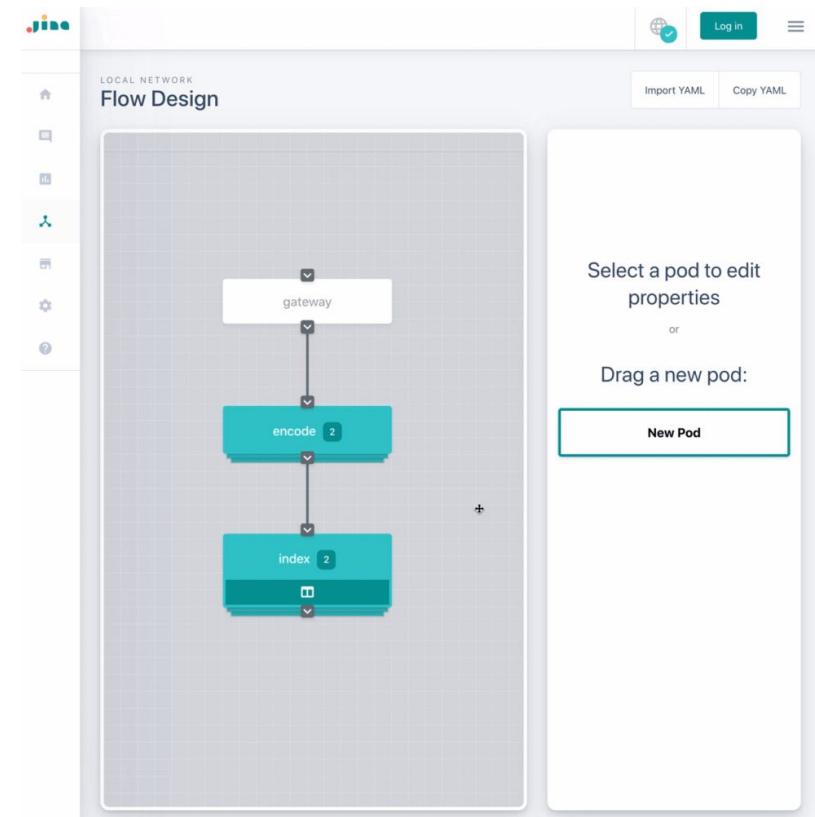 jina
Log in
LOCAL NETWORK
Flow Design
Import YAML
Copy YAML
gateway
encode 2
index 2
Select a pod to edit
properties
or
Drag a new pod:
New Pod